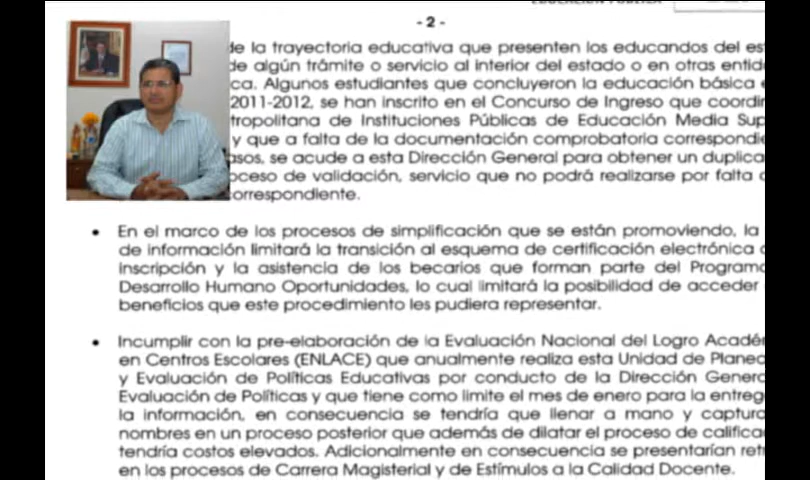 - 2 -
de la trayectoria educativa que presenten los educandos del es
de algún trámite o servicio al interior del estado o en otras entid
ca. Algunos estudiantes que concluyeron la educación básica e
2011-2012, se han inscrito en el Concurso de Ingreso que coordin
tropolitana de Instituciones Públicas de Educación Media Sup
y que a falta de la documentación comprobatoria correspondie
asos, se acude a esta Dirección General para obtener un duplica
oceso de validación, servicio que no podrá realizarse por falta d
orrespondiente.
• En el marco de los procesos de simplificación que se están promoviendo, la
de información limitará la transición al esquema de certificación electrónica d
inscripción y la asistencia de los becarios que forman parte del Programa
Desarrollo Humano Oportunidades, lo cual limitará la posibilidad de acceder
beneficios que este procedimiento les pudiera representar.
• Incumplir con la pre-elaboración de la Evaluación Nacional del Logro Acadé
en Centros Escolares (ENLACE) que anualmente realiza esta Unidad de Planea
y Evaluación de Políticas Educativas por conducto de la Dirección Genera
Evaluación de Políticas y que tiene como limite el mes de enero para la entreg
la información, en consecuencia se tendría que llenar a mano y captura
nombres en un proceso posterior que además de dilatar el proceso de califica
tendría costos elevados. Adicionalmente en consecuencia se presentarían retr
en los procesos de Carrera Magisterial y de Estímulos a la Calidad Docente.